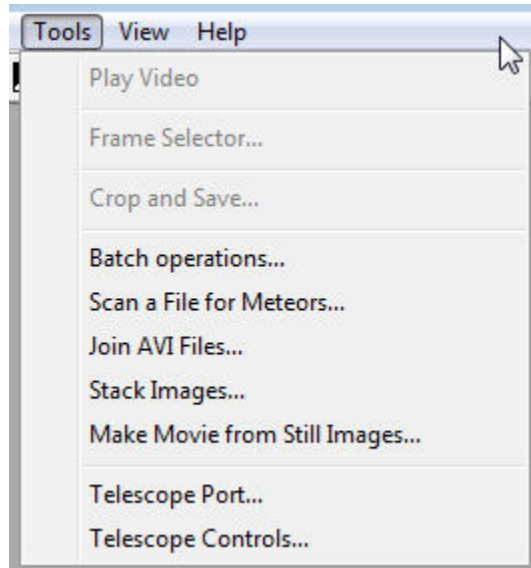 Tools View Help
Play Video
Frame Selector...
Crop and Save...
Batch operations...
Scan a File for Meteors...
Join AVI Files...
Stack Images...
Make Movie from Still Images...
Telescope Port...
Telescope Controls...